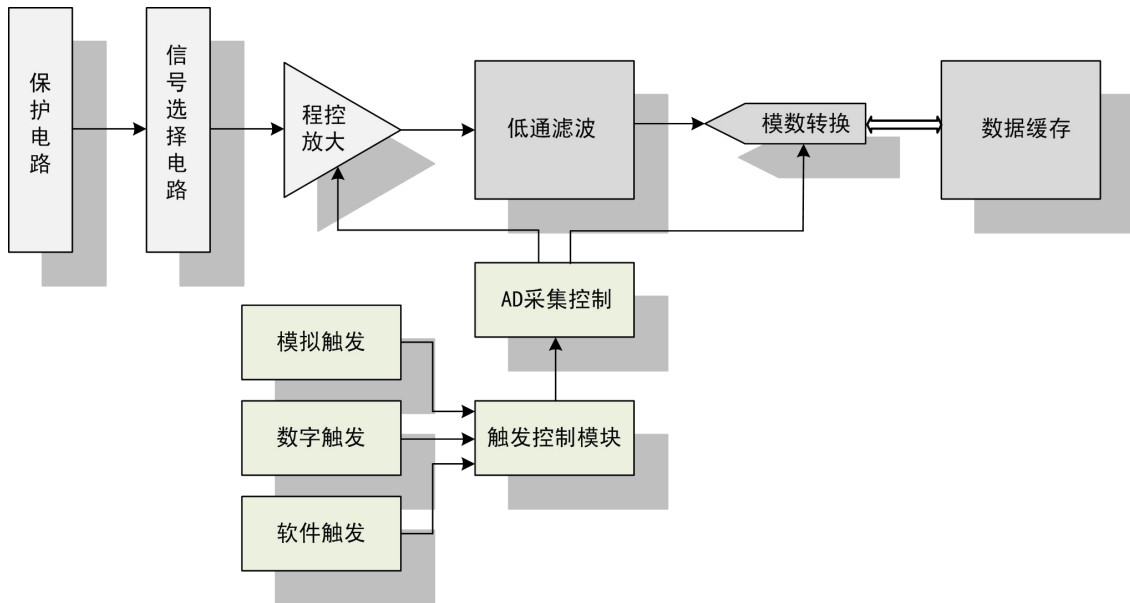 保护电路
信号选择电路
程控
放大
低通滤波
模数转换
数据缓存
AD采集控制
模拟触发
数字触发
触发控制模块
软件触发